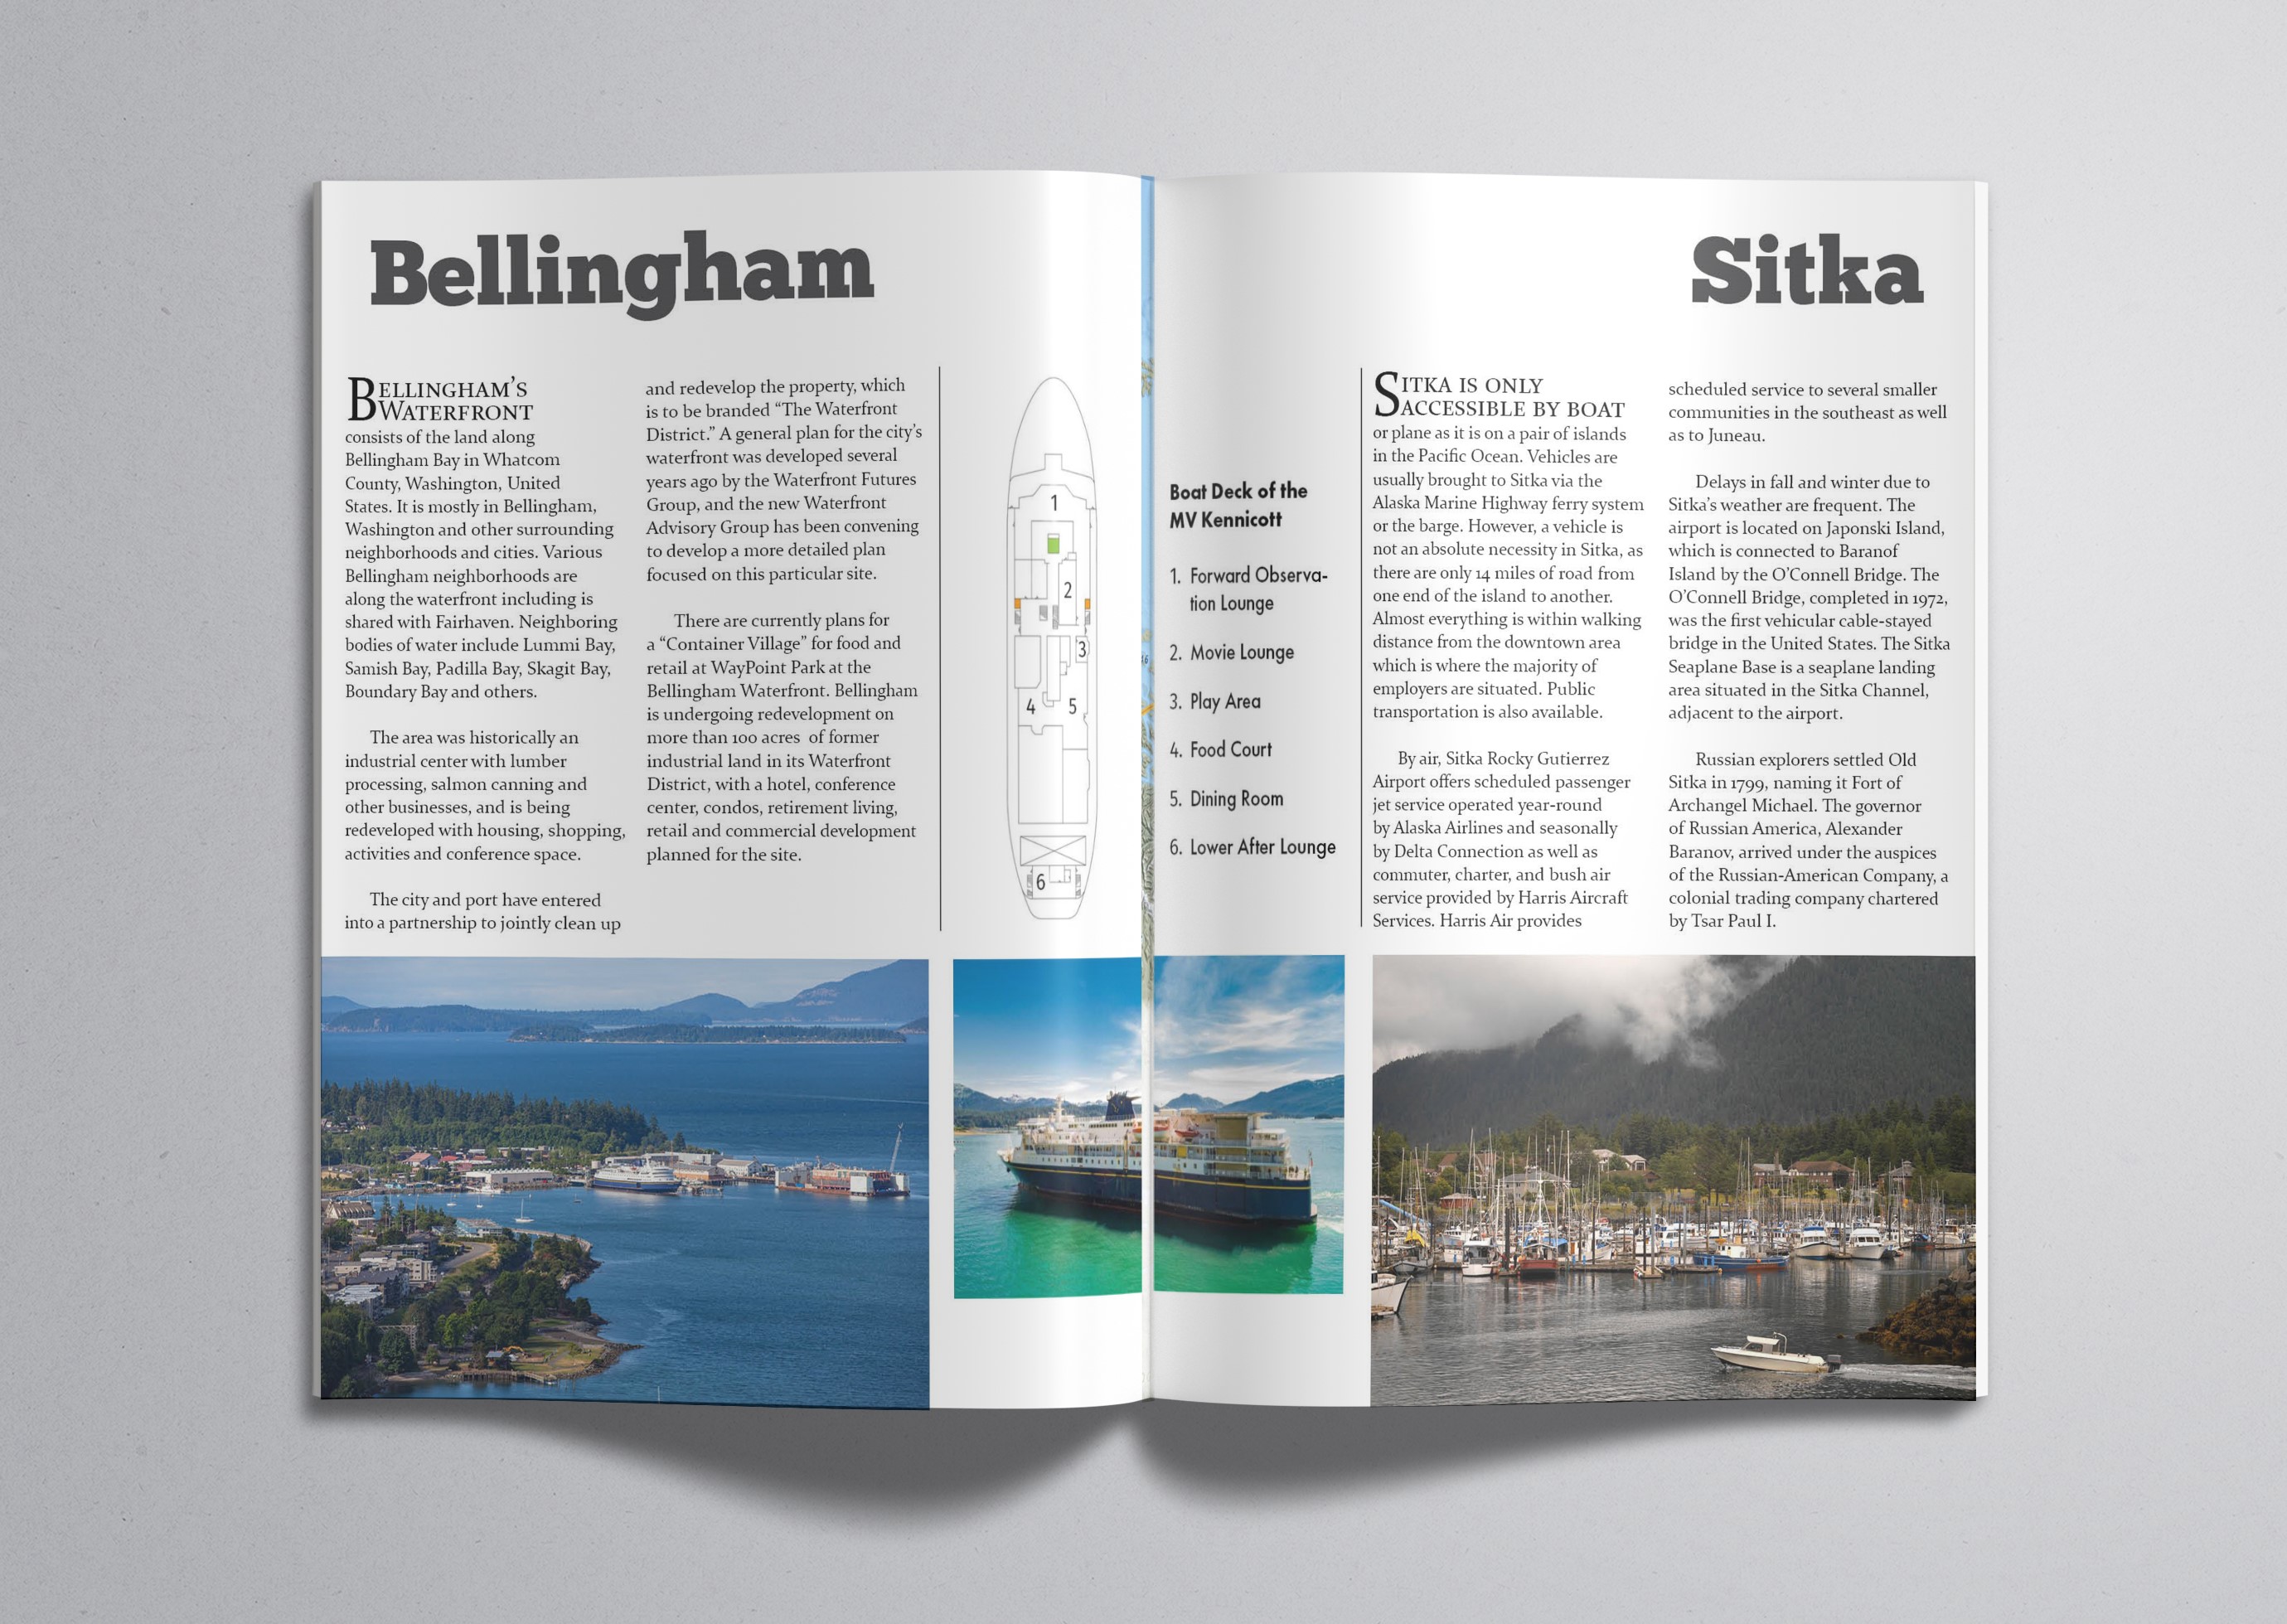 Bellingham
BELLINGHAM'S
WATERFRONT
consists of the land along
Bellingham Bay in Whatcom
County, Washington, United
States. It is mostly in Bellingham,
Washington and other surrounding
neighborhoods and cities. Various
Bellingham neighborhoods are
along the waterfront including is
shared with Fairhaven. Neighboring
bodies of water include Lummi Bay,
Samish Bay, Padilla Bay, Skagit Bay,
Boundary Bay and others.
The area was historically an
industrial center with lumber
processing, salmon canning and
other businesses, and is being
redeveloped with housing, shopping,
activities and conference space.
The city and port have entered
into a partnership to jointly clean up
and redevelop the property, which
is to be branded “The Waterfront
District.” A general plan for the city’s
waterfront was developed several
years ago by the Waterfront Futures
Group, and the new Waterfront
Advisory Group has been convening
to develop a more detailed plan
focused on this particular site.
There are currently plans for
a “Container Village” for food and
retail at WayPoint Park at the
Bellingham Waterfront. Bellingham
is undergoing redevelopment on
more than 100 acres of former
industrial land in its Waterfront
District, with a hotel, conference
center, condos, retirement living,
retail and commercial development
planned for the site.
1
2
3
4 5
6
Boat Deck of the
MV Kennicott
1. Forward Observa-
tion Lounge
2. Movie Lounge
3. Play Area
4. Food Court
5. Dining Room
6. Lower After Lounge
Sitka
SITKA IS ONLY
ACCESSIBLE BY BOAT
or plane as it is on a pair of islands
in the Pacific Ocean. Vehicles are
usually brought to Sitka via the
Alaska Marine Highway ferry system
or the barge. However, a vehicle is
not an absolute necessity in Sitka, as
there are only 14 miles of road from
one end of the island to another.
Almost everything is within walking
distance from the downtown area
which is where the majority of
employers are situated. Public
transportation is also available.
By air, Sitka Rocky Gutierrez
Airport offers scheduled passenger
jet service operated year-round
by Alaska Airlines and seasonally
by Delta Connection as well as
commuter, charter, and bush air
service provided by Harris Aircraft
Services. Harris Air provides
scheduled service to several smaller
communities in the southeast as well
as to Juneau.
Delays in fall and winter due to
Sitka’s weather are frequent. The
airport is located on Japonski Island,
which is connected to Baranof
Island by the O’Connell Bridge. The
O’Connell Bridge, completed in 1972,
was the first vehicular cable-stayed
bridge in the United States. The Sitka
Seaplane Base is a seaplane landing
area situated in the Sitka Channel,
adjacent to the airport.
Russian explorers settled Old
Sitka in 1799, naming it Fort of
Archangel Michael. The governor
of Russian America, Alexander
Baranov, arrived under the auspices
of the Russian-American Company, a
colonial trading company chartered
by Tsar Paul I.